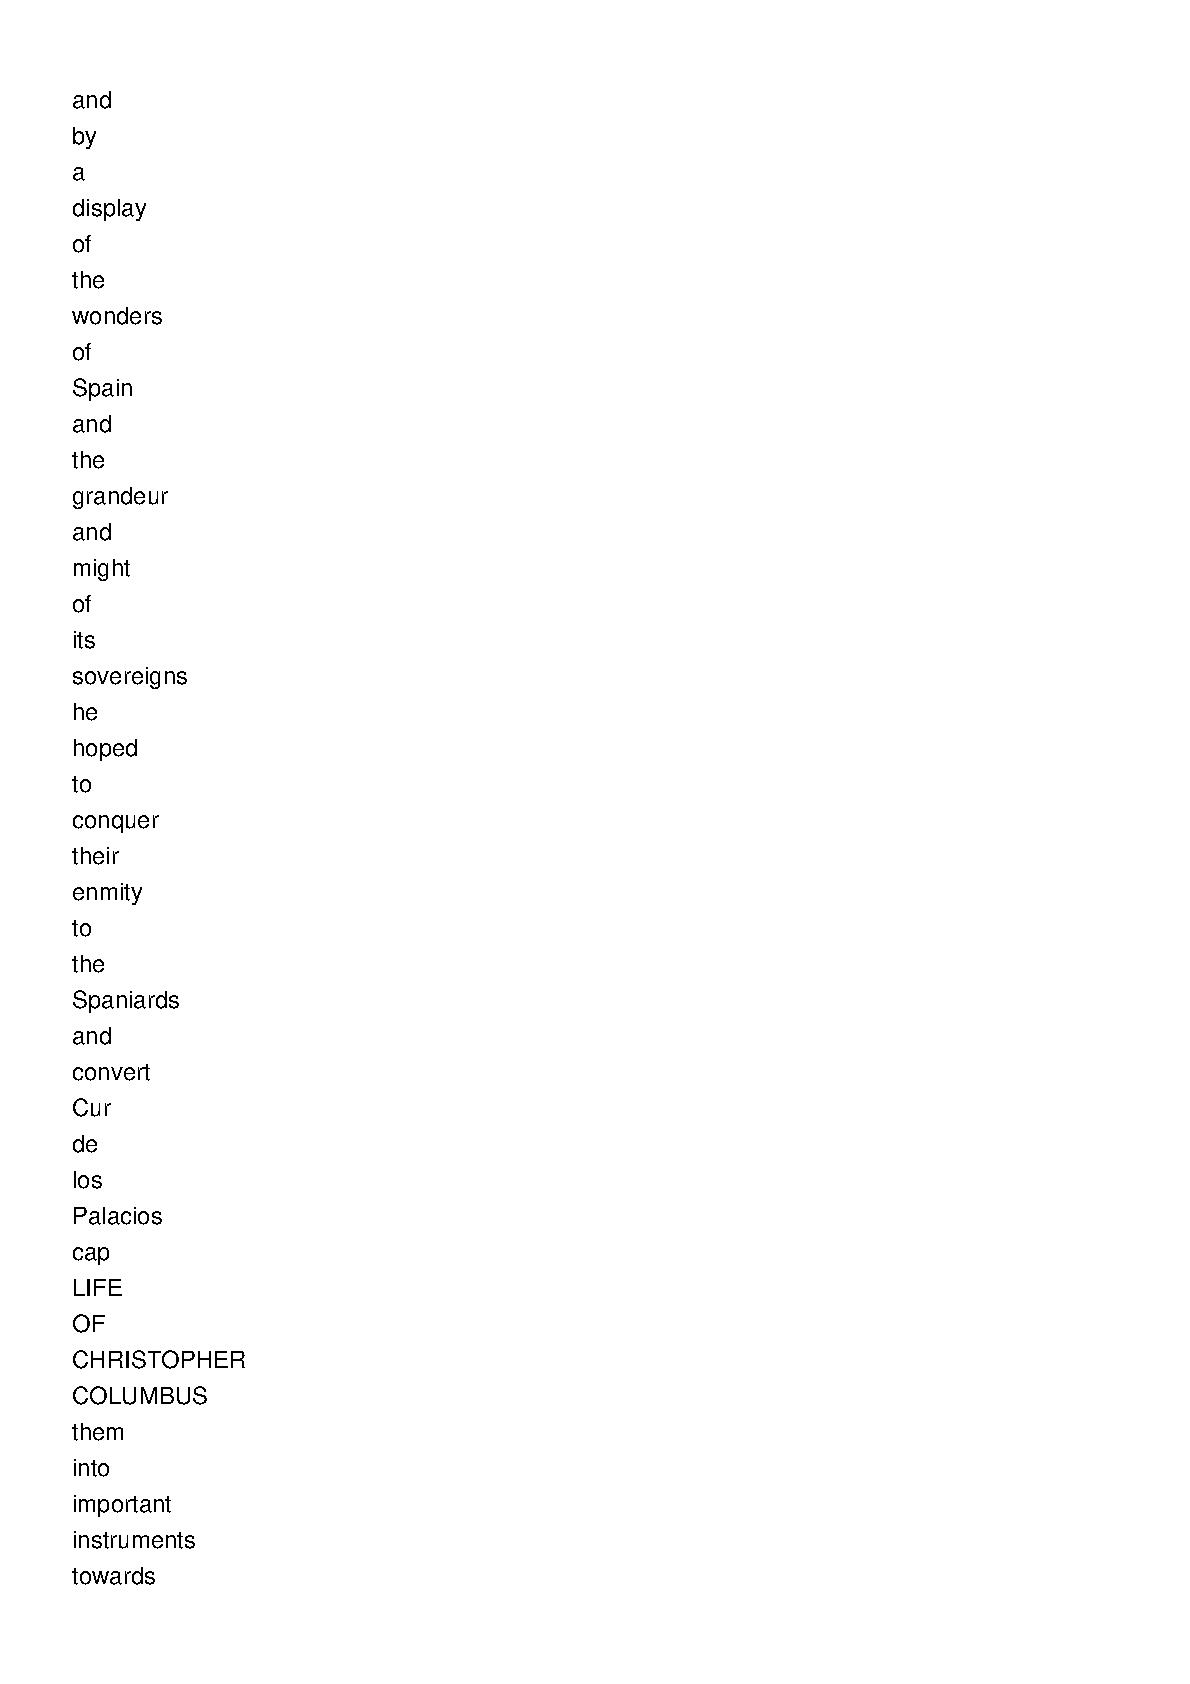 and
by
a
display
of
the
wonders
of
Spain
and
the
grandeur
and
might
of
its
sovereigns
he
hoped
to
conquer
their
enmity
to
the
Spaniards
and
convert
Cur
de
los
Palacios
cap
LIFE
OF
CHRISTOPHER
COLUMBUS
them
into
important
instruments
towards